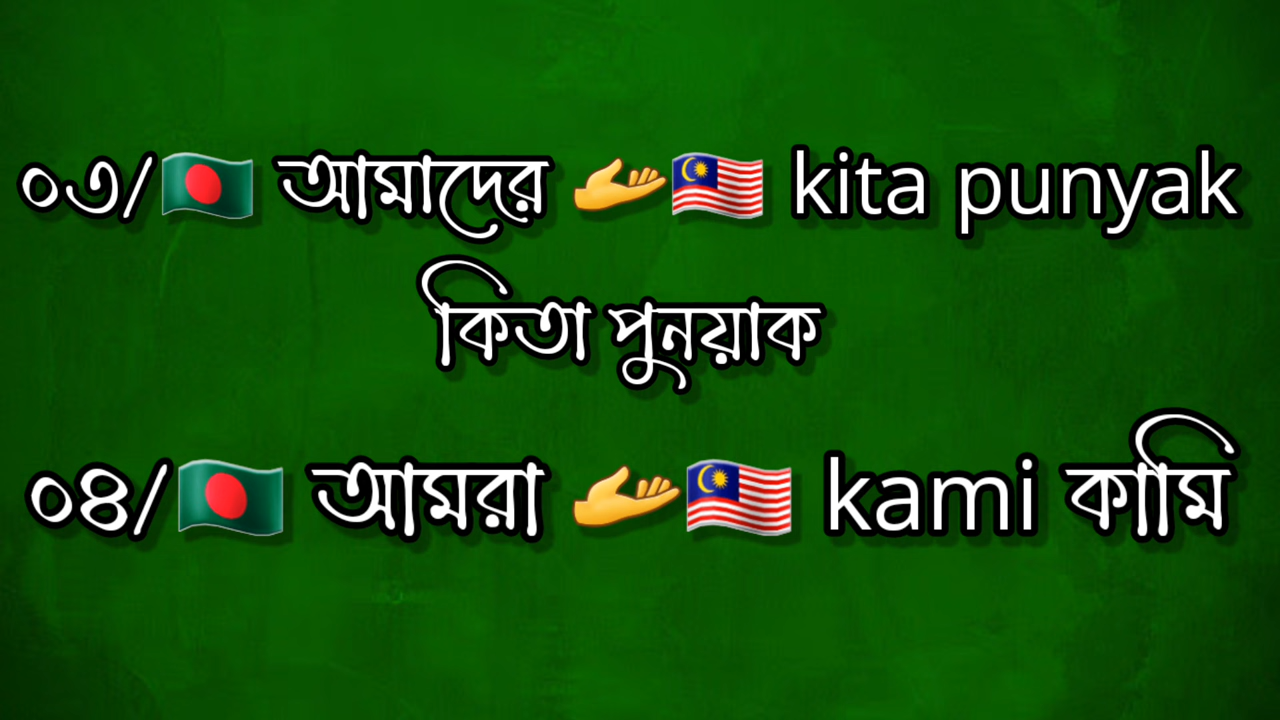 ০৩/🇧🇩 আমাদের 🫴🇲🇾 kita punyak
কিতা পুনয়াক
০৪/🇧🇩 আমরা 🫴🇲🇾 kami কামি